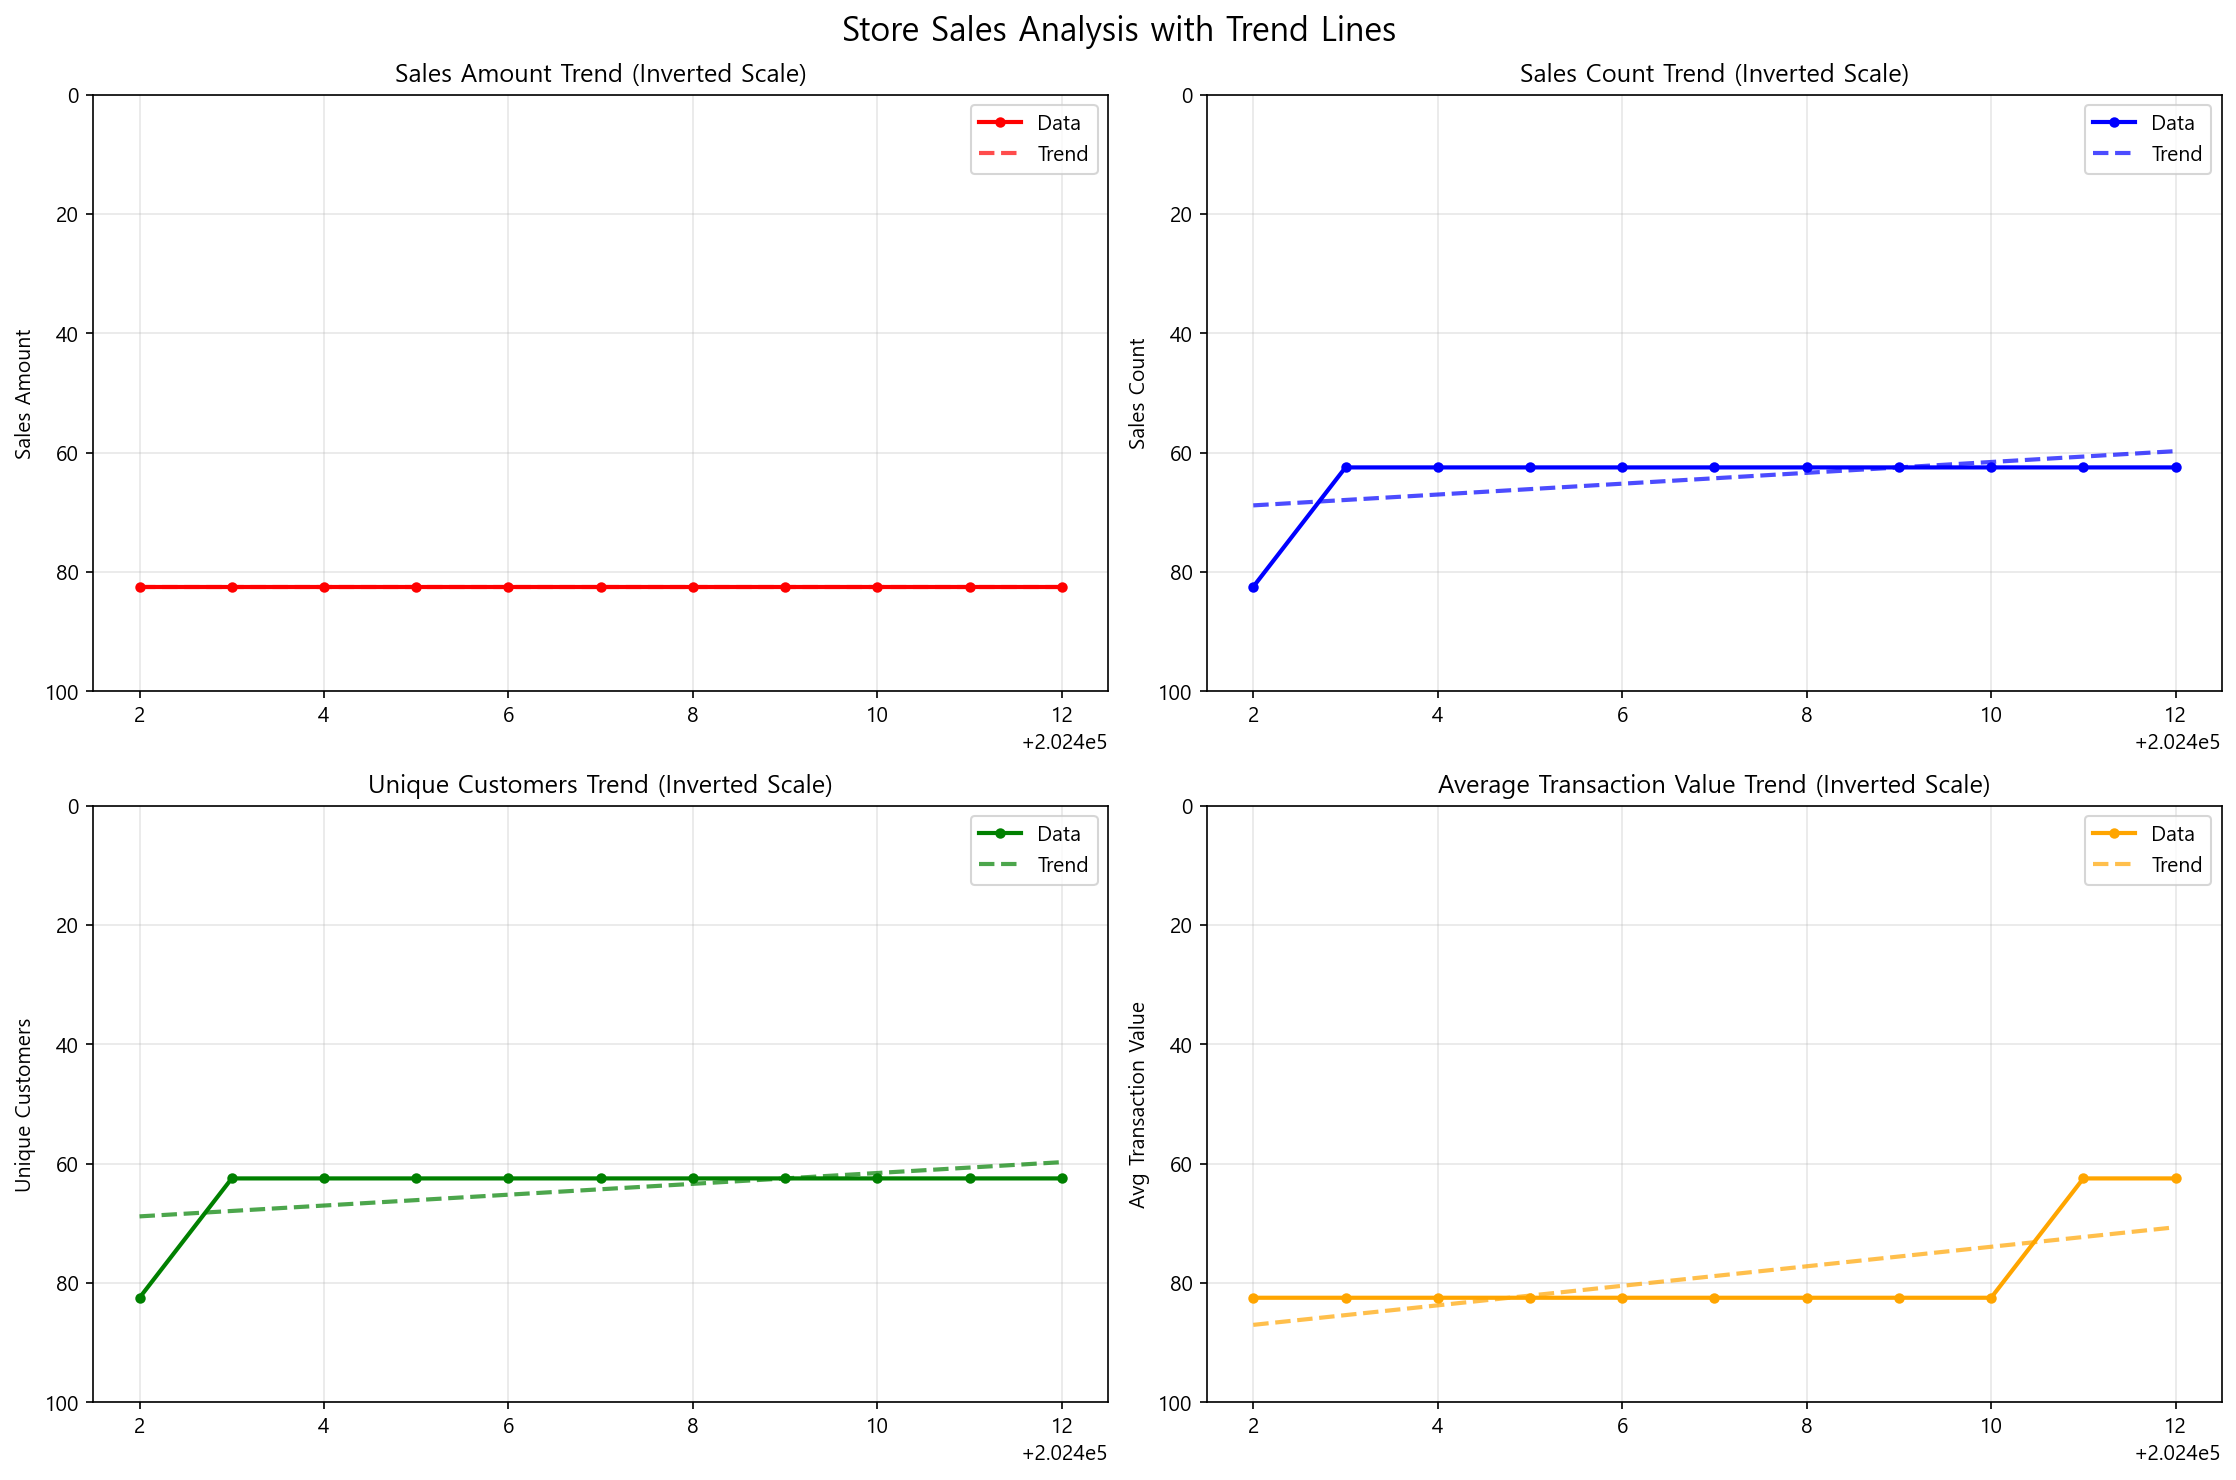 Store Sales Analysis with Trend Lines
Sales Amount Trend (Inverted Scale)
0
20
40
60
80
100
Sales Amount
Data
Trend
2
4
6
8
10
12
+2.024e5
Sales Count Trend (Inverted Scale)
0
20
40
60
80
100
Sales Count
Data
Trend
2
4
6
8
10
12
+2.024e5
Unique Customers Trend (Inverted Scale)
0
20
40
60
80
100
Unique Customers
Data
Trend
2
4
6
8
10
12
+2.024e5
Average Transaction Value Trend (Inverted Scale)
0
20
40
60
80
100
Avg Transaction Value
Data
Trend
2
4
6
8
10
12
+2.024e5